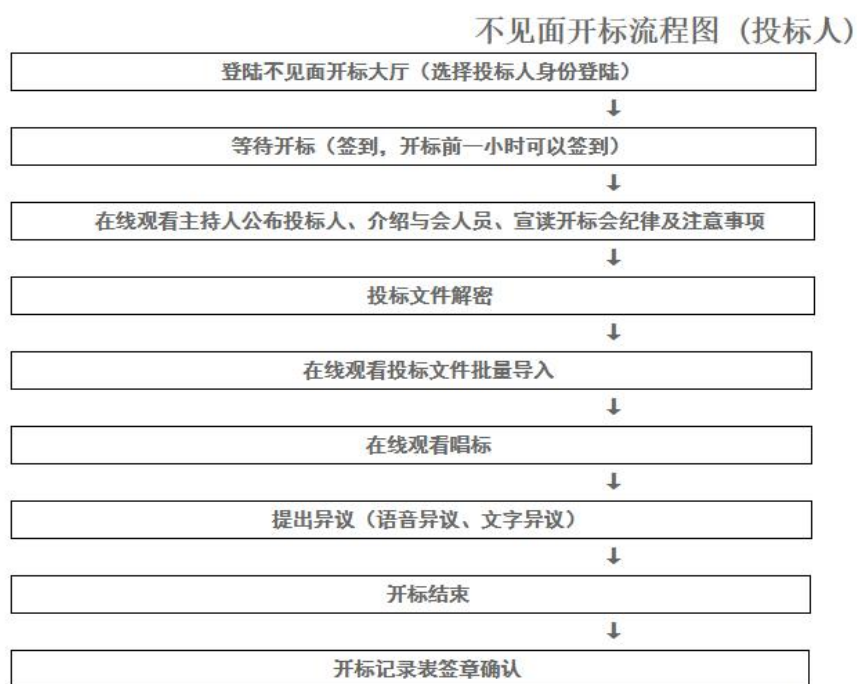 不见面开标流程图（投标人）
登陆不见面开标大厅（选择投标人身份登陆）
↓
等待开标（签到，开标前一小时可以签到）
↓
在线观看主持人公布投标人、介绍与会人员、宣读开标会纪律及注意事项
↓
投标文件解密
↓
在线观看投标文件批量导入
↓
在线观看唱标
↓
提出异议（语音异议、文字异议）
↓
开标结束
↓
开标记录表签章确认